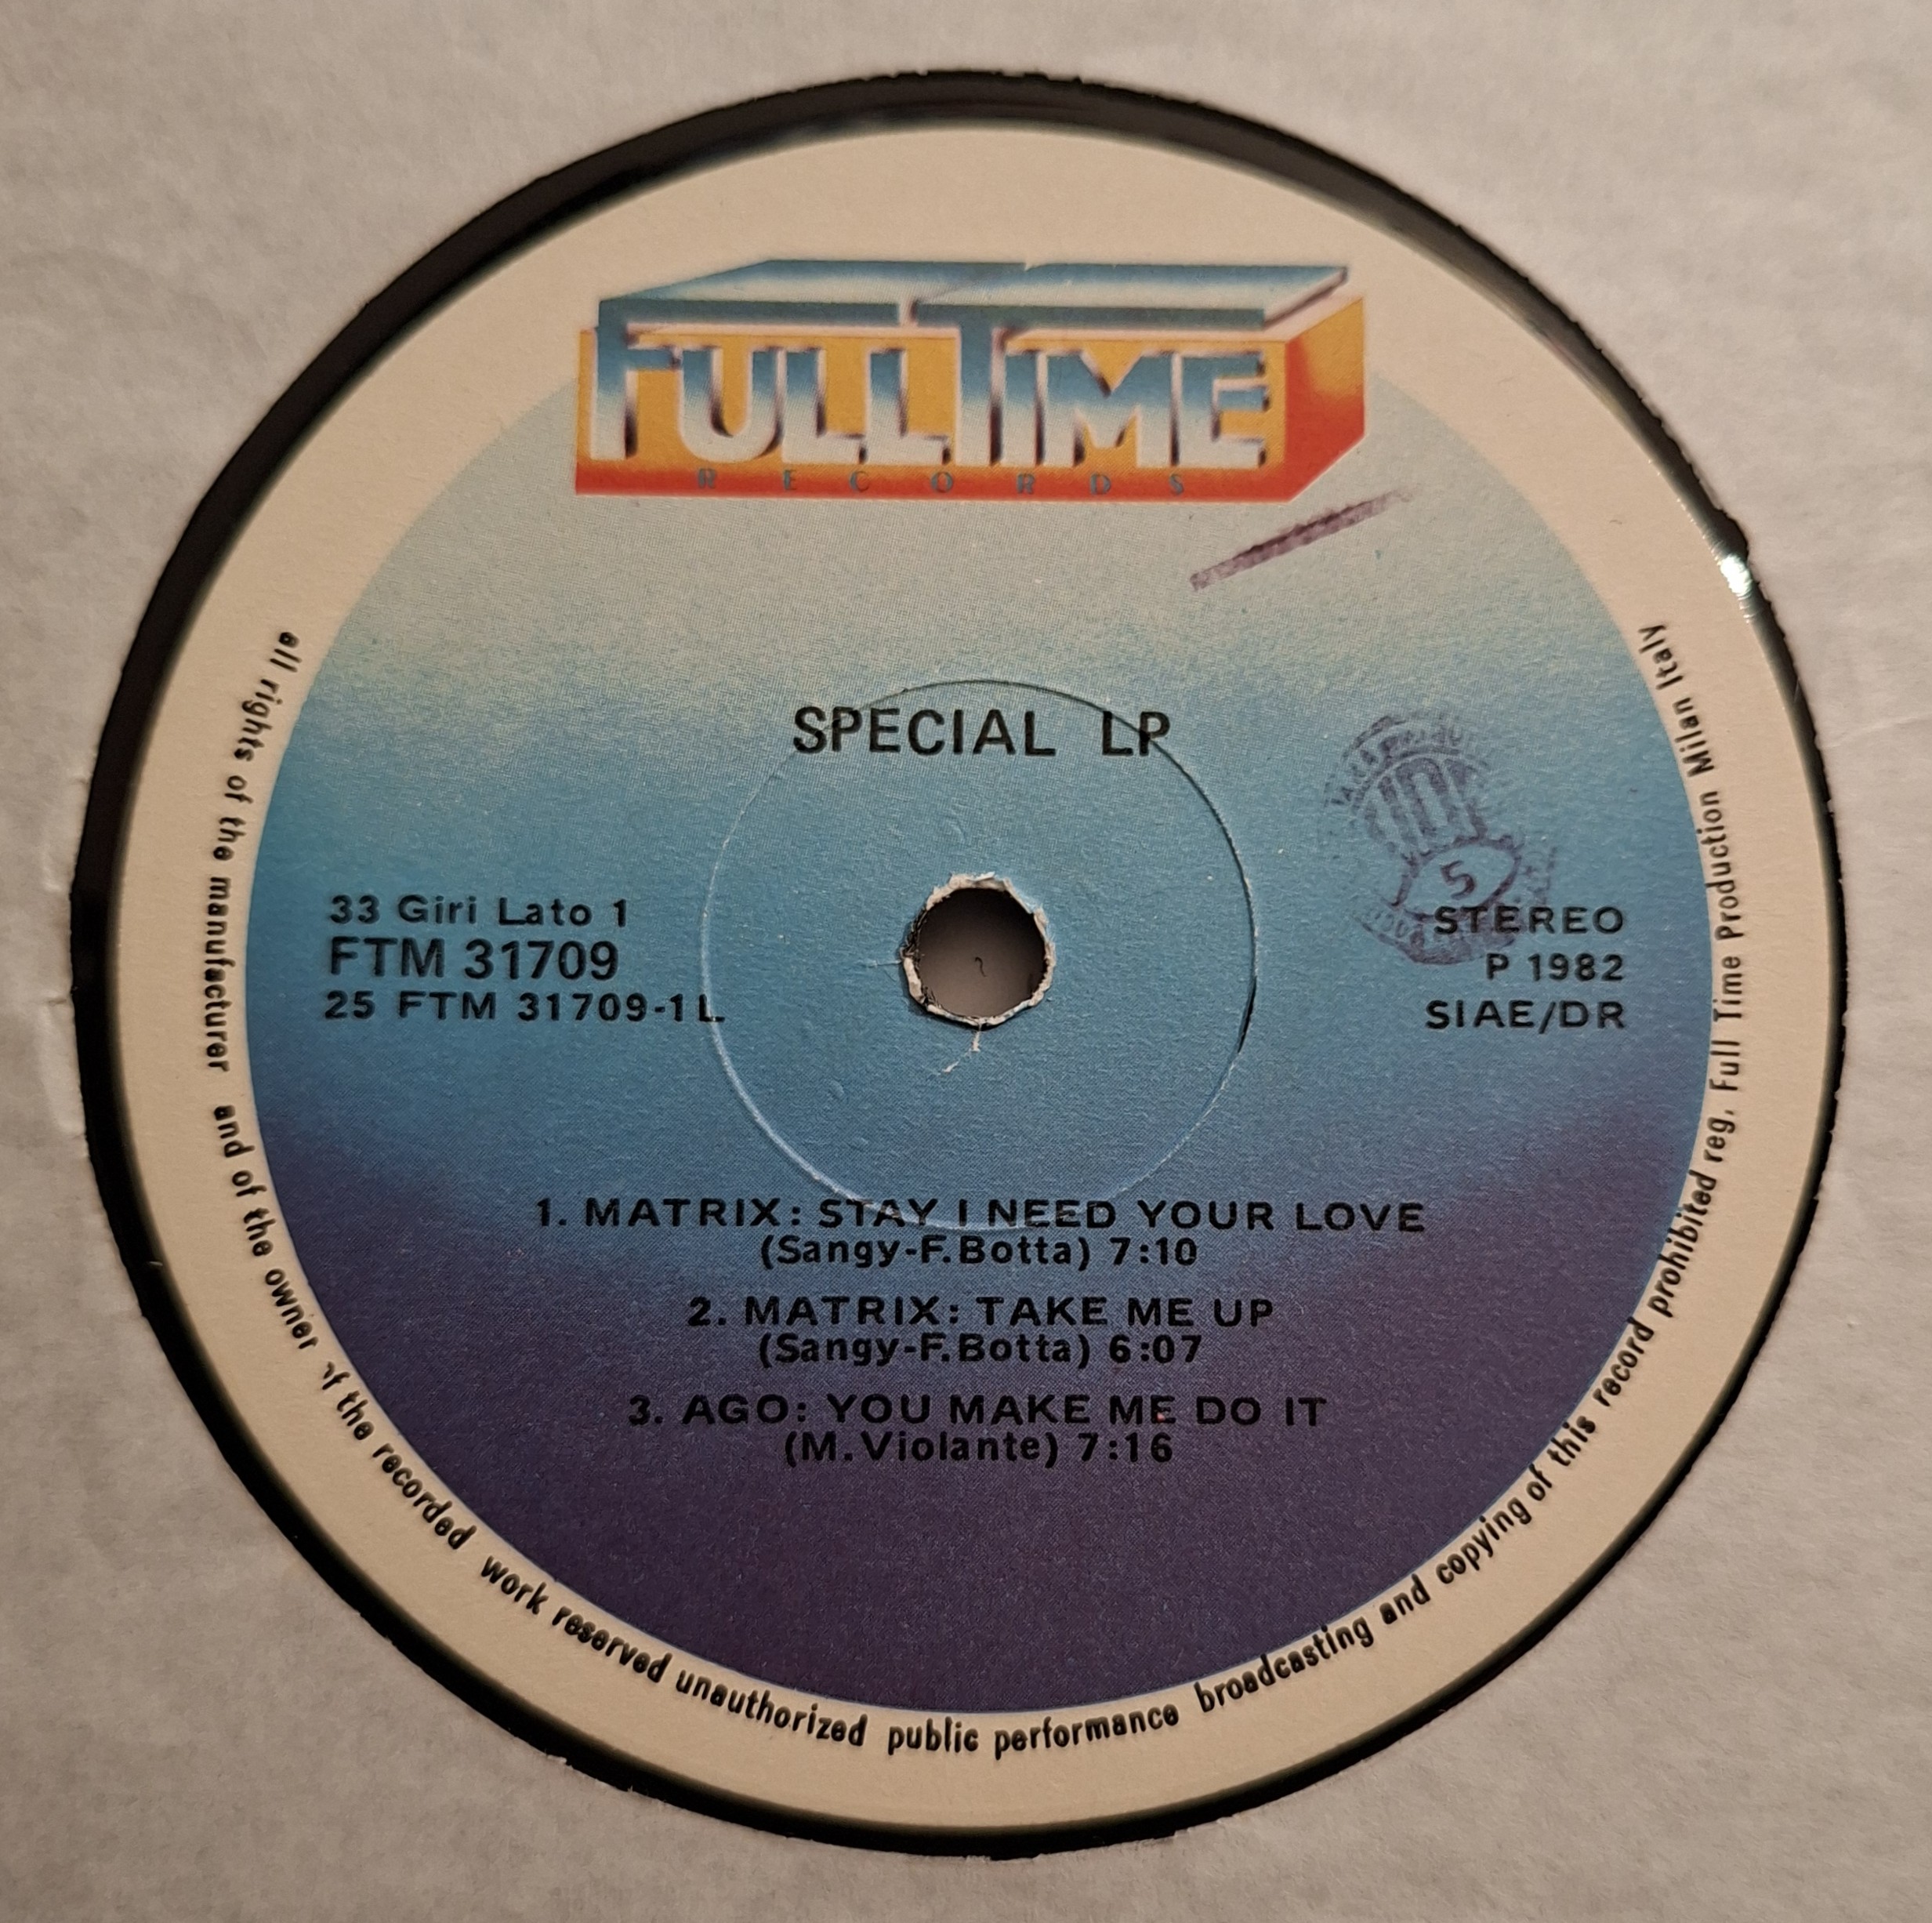 FULLTIME
RECORDS
SPECIAL LP
33 Giri Lato 1
FTM 31709
25 FTM 31709-1L
5
STEREO
P 1982
SIAE/DR
1. MATRIX: STAY I NEED YOUR LOVE
(Sangy-F.Botta) 7:10
2. MATRIX: TAKE ME UP
(Sangy-F.Botta) 6:07
3. AGO: YOU MAKE ME DO IT
(M.Violante) 7:16
all rights of the manufacturer and of the owner of the recorded work reserved unauthorized public performance broadcasting and copying of this record prohibited reg. Full Time Production Milan Italy